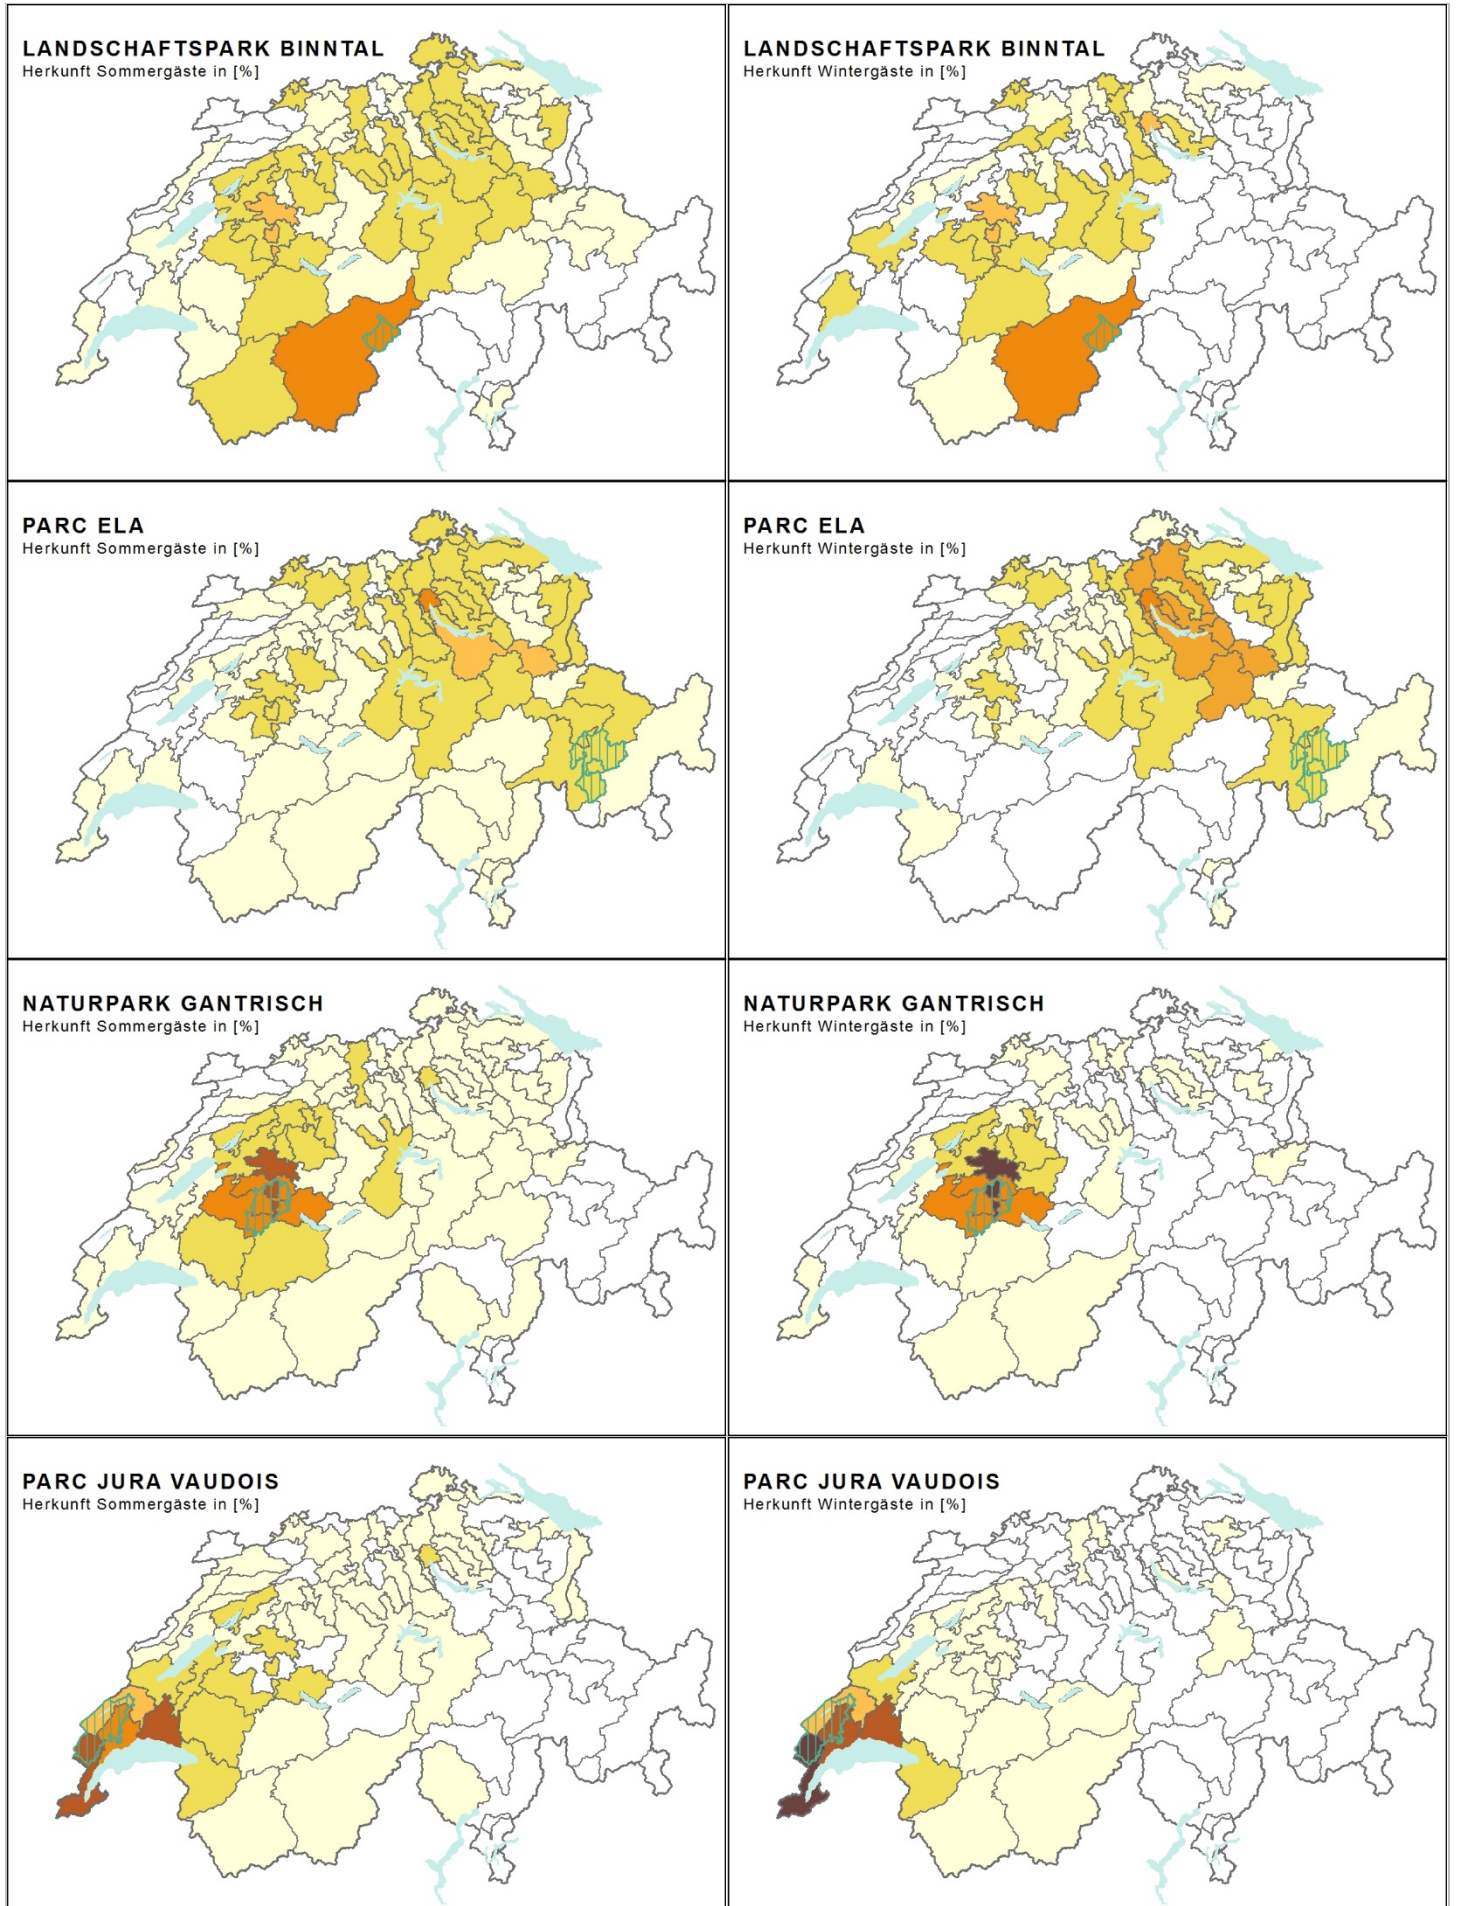 LANDSCHAFTSPARK BINNTAL
Herkunft Sommergäste in [%]
LANDSCHAFTSPARK BINNTAL
Herkunft Wintergäste in [%]
PARC ELA
Herkunft Sommergäste in [%]
PARC ELA
Herkunft Wintergäste in [%]
NATURPARK GANTRISCH
Herkunft Sommergäste in [%]
NATURPARK GANTRISCH
Herkunft Wintergäste in [%]
PARC JURA VAUDOIS
Herkunft Sommergäste in [%]
PARC JURA VAUDOIS
Herkunft Wintergäste in [%]